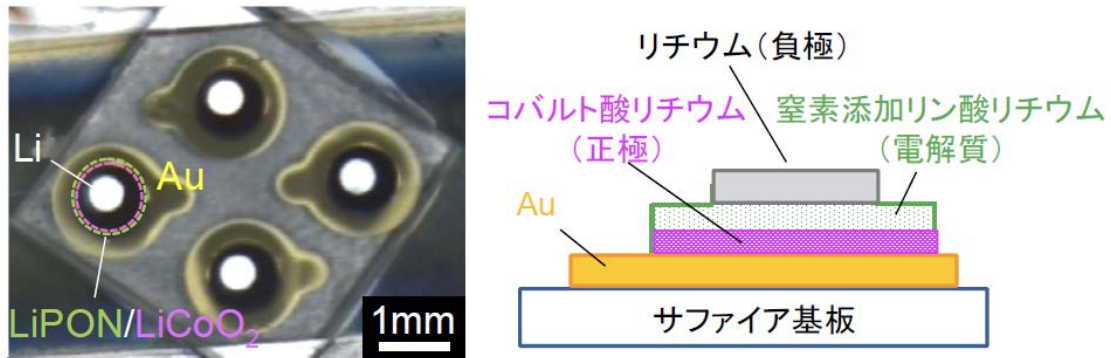 Li
Au
LiPON/LiCoO₂
1mm
リチウム(負極)
コバルト酸リチウム
(正極)
窒素添加リン酸リチウム
(電解質)
Au
サファイア基板